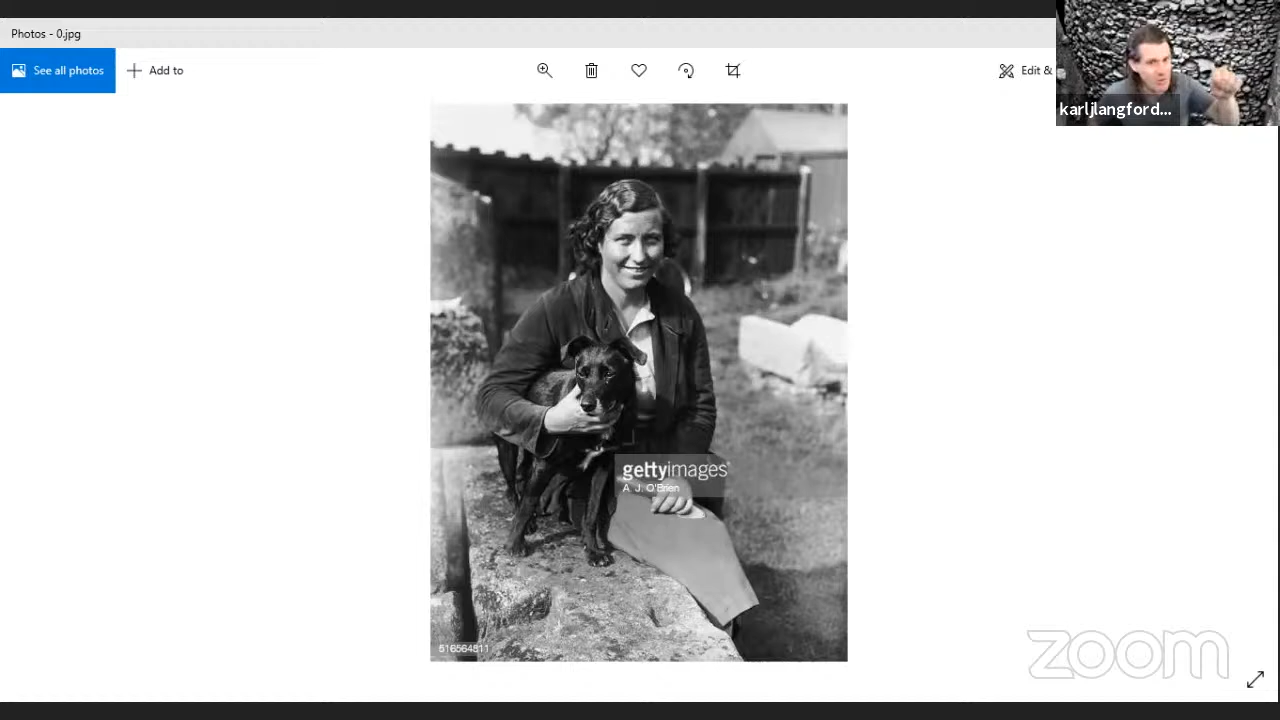 Photos - 0.jpg
See all photos
Add to
Edit &
karljlangford...
gettyimages
A. J. O'Brien
516564811
zoom